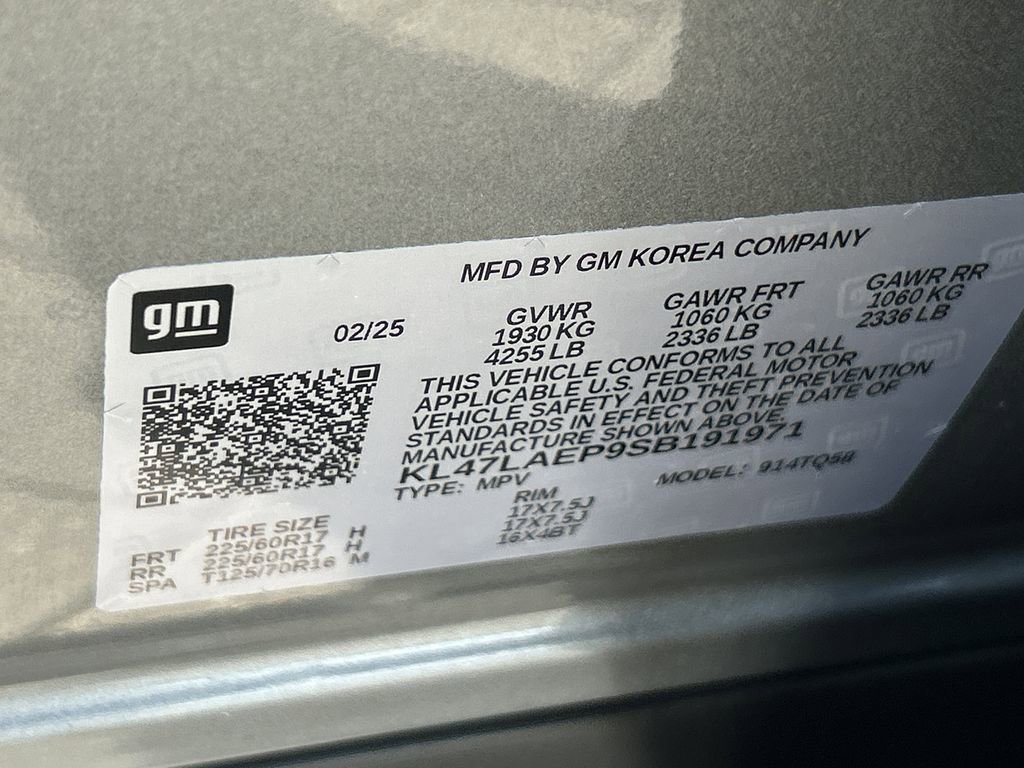 gm
MFD BY GM KOREA COMPANY
02/25
GVWR
1930 KG
4255 LB
GAWR FRT
1060 KG
2336 LB
GAWR RR
1060 KG
2336 LB
THIS VEHICLE CONFORMS TO ALL
APPLICABLE U.S. FEDERAL MOTOR
VEHICLE SAFETY AND THEFT PREVENTION
STANDARDS IN EFFECT ON THE DATE OF
MANUFACTURE SHOWN ABOVE.
KL47LAEP9SB191971
TYPE: MPV
MODEL: 914TQ58
TIRE SIZE
RIM
FRT 225/60R17 H 17X7.5J
RR 225/60R17 H 17X7.5J
SPA T125/70R16 M 16X4BT